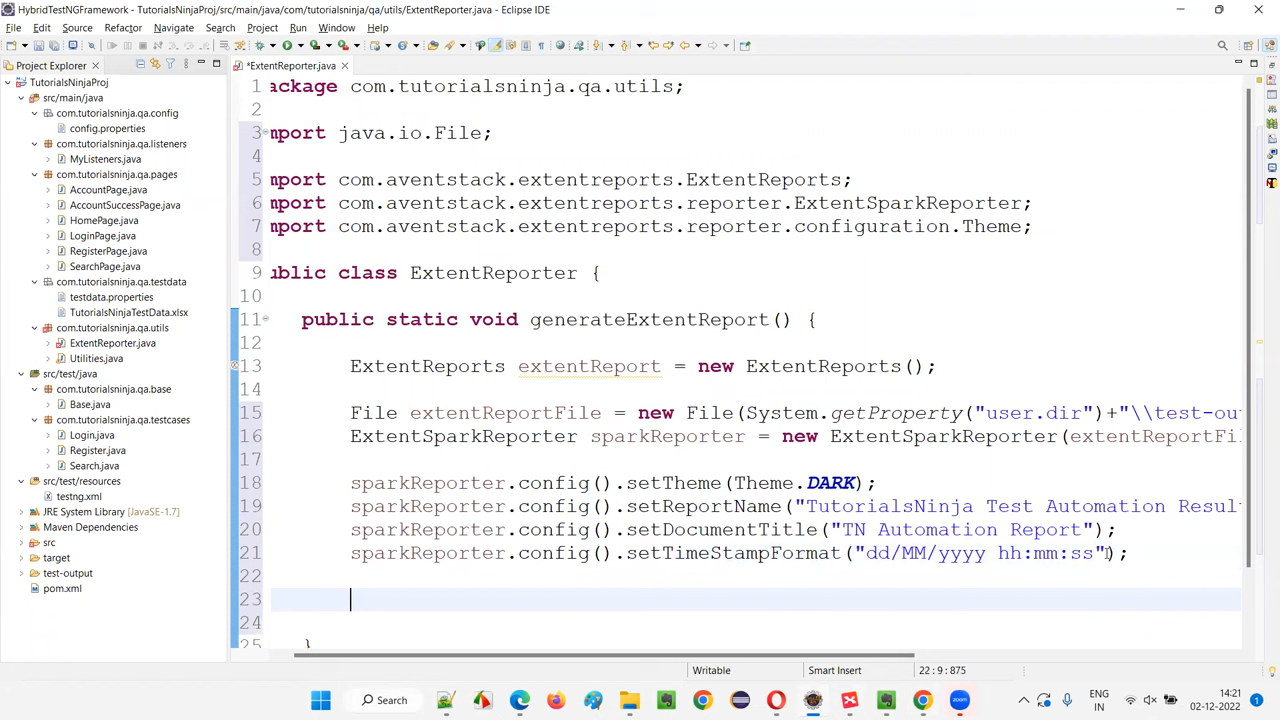 HybridTestNGFramework - TutorialsNinjaProj/src/main/java/com/tutorialsninja/qa/utils/ExtentReporter.java - Eclipse IDE
File Edit Source Refactor Navigate Search Project Run Window Help
Project Explorer
*ExtentReporter.java
TutorialsNinjaProj
src/main/java
com.tutorialsninja.qa.config
config.properties
com.tutorialsninja.qa.listeners
MyListeners.java
com.tutorialsninja.qa.pages
AccountPage.java
AccountSuccessPage.java
HomePage.java
LoginPage.java
RegisterPage.java
SearchPage.java
com.tutorialsninja.qa.testdata
testdata.properties
TutorialsNinjaTestData.xlsx
com.tutorialsninja.qa.utils
ExtentReporter.java
Utilities.java
src/test/java
com.tutorialsninja.qa.base
Base.java
com.tutorialsninja.qa.testcases
Login.java
Register.java
Search.java
src/test/resources
testng.xml
JRE System Library [JavaSE-1.7]
Maven Dependencies
src
target
test-output
pom.xml
1 ackage com.tutorialsninja.qa.utils;
2
3 mport java.io.File;
4
5 mport com.aventstack.extentreports.ExtentReports;
6 mport com.aventstack.extentreports.reporter.ExtentSparkReporter;
7 mport com.aventstack.extentreports.reporter.configuration.Theme;
8
9 ublic class ExtentReporter {
10
11 public static void generateExtentReport() {
12
13 ExtentReports extentReport = new ExtentReports();
14
15 File extentReportFile = new File(System.getProperty("user.dir")+"\\test-ou
16 ExtentSparkReporter sparkReporter = new ExtentSparkReporter(extentReportFi
17
18 sparkReporter.config().setTheme(Theme.DARK);
19 sparkReporter.config().setReportName("TutorialsNinja Test Automation Resul
20 sparkReporter.config().setDocumentTitle("TN Automation Report");
21 sparkReporter.config().setTimeStampFormat("dd/MM/yyyy hh:mm:ss");
22
23
24
25 }
Writable Smart Insert 22:9:875
Search
ENG
IN
14:21
02-12-2022